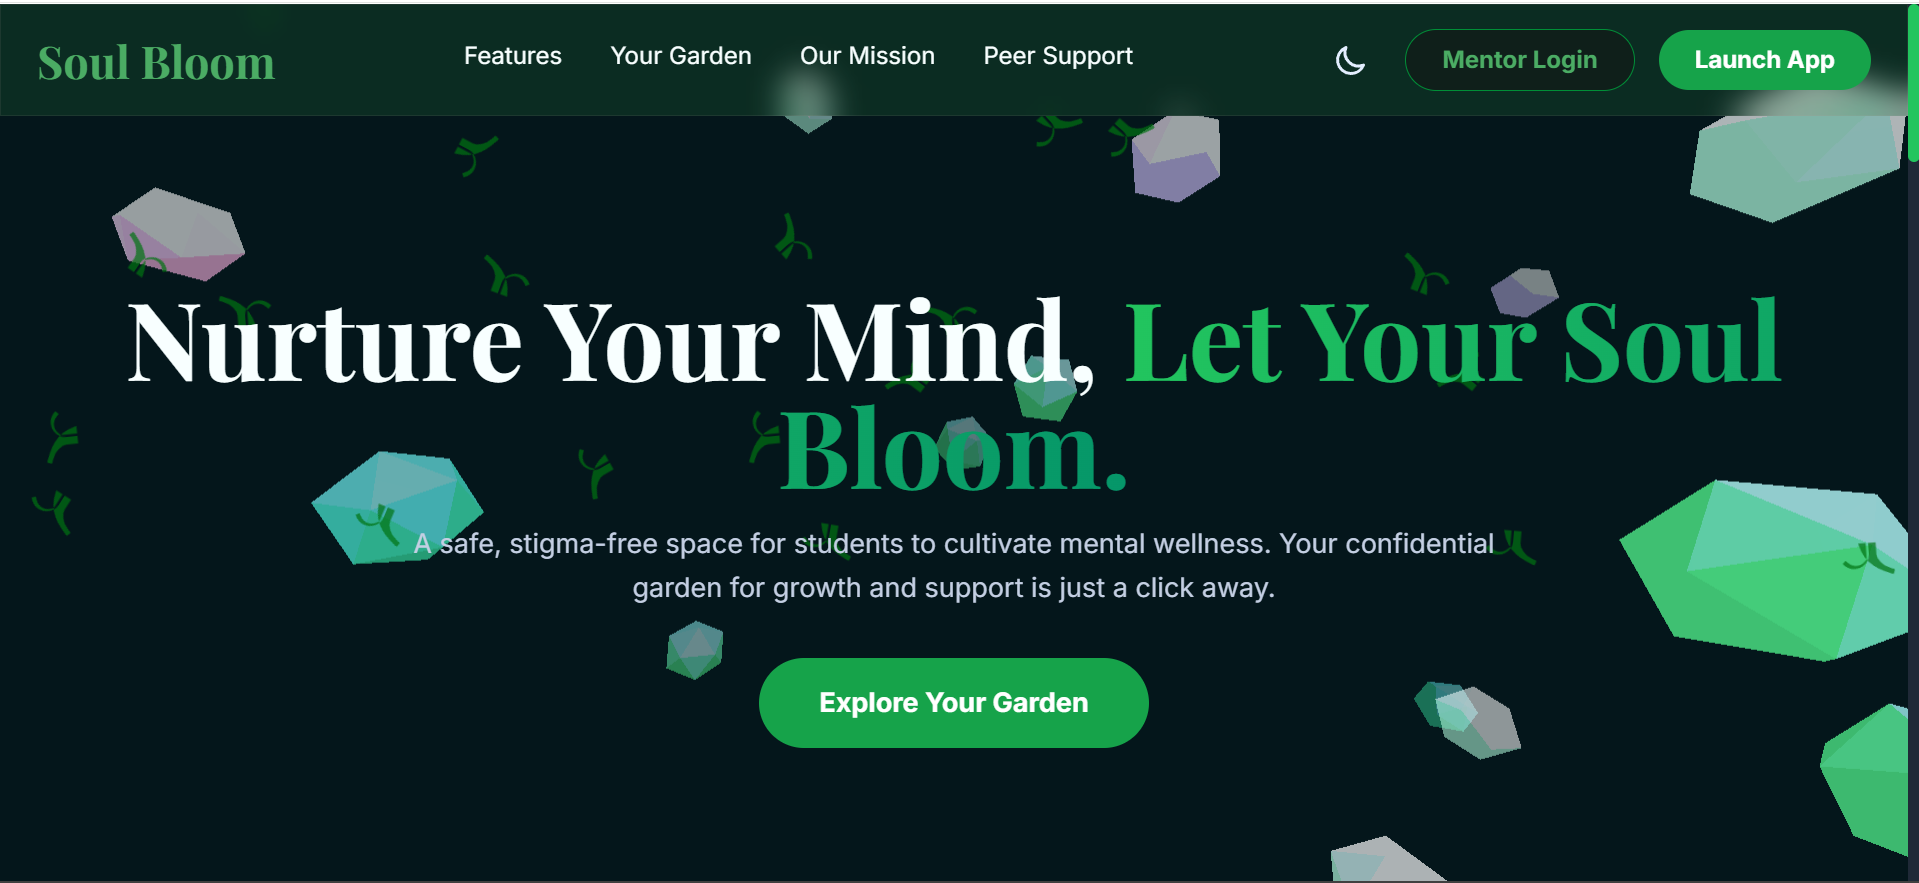 Soul Bloom
Features
Your Garden
Our Mission
Peer Support
Mentor Login
Launch App
Nurture Your Mind, Let Your Soul
Bloom.
A safe, stigma-free space for students to cultivate mental wellness. Your confidential
garden for growth and support is just a click away.
Explore Your Garden